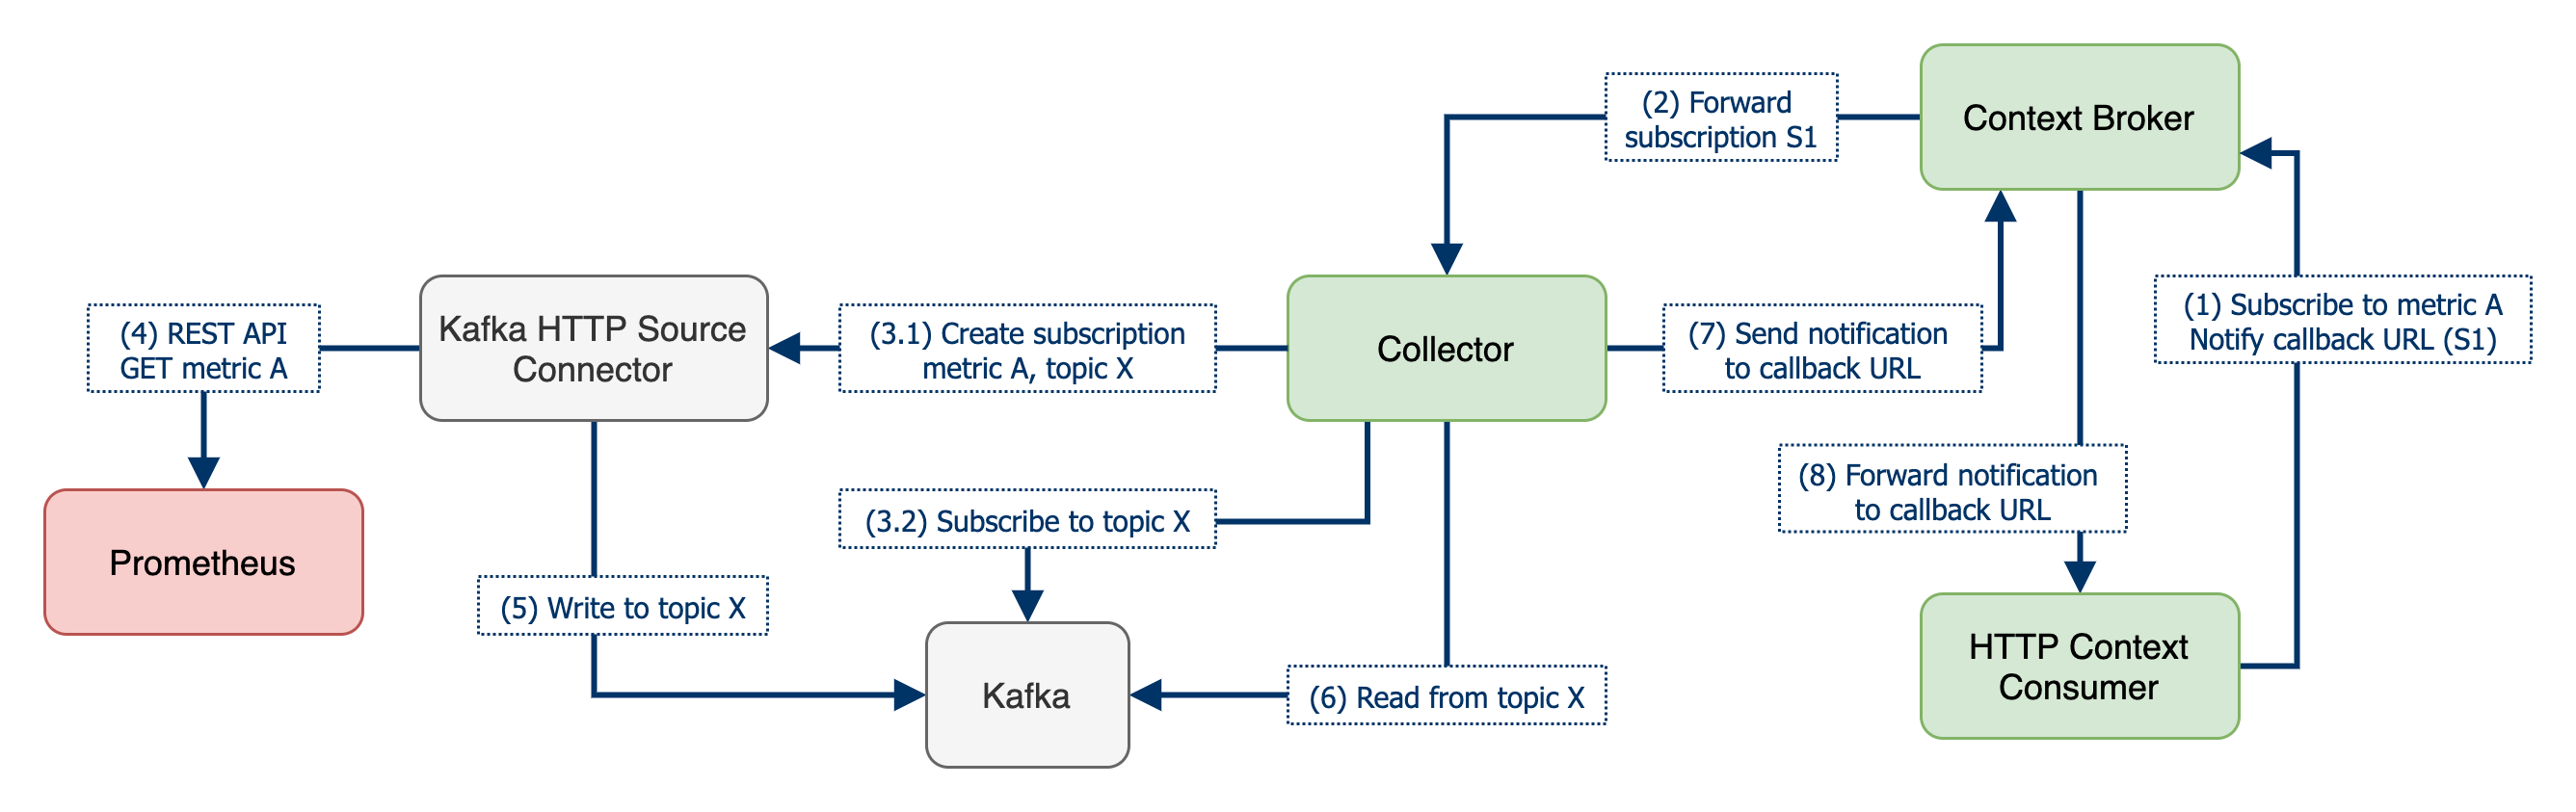 (2) Forward
subscription S1
Context Broker
(4) REST API
GET metric A
Kafka HTTP Source
Connector
(3.1) Create subscription
metric A, topic X
Collector
(7) Send notification
to callback URL
(1) Subscribe to metric A
Notify callback URL (S1)
(8) Forward notification
to callback URL
(3.2) Subscribe to topic X
Prometheus
(5) Write to topic X
Kafka
(6) Read from topic X
HTTP Context
Consumer